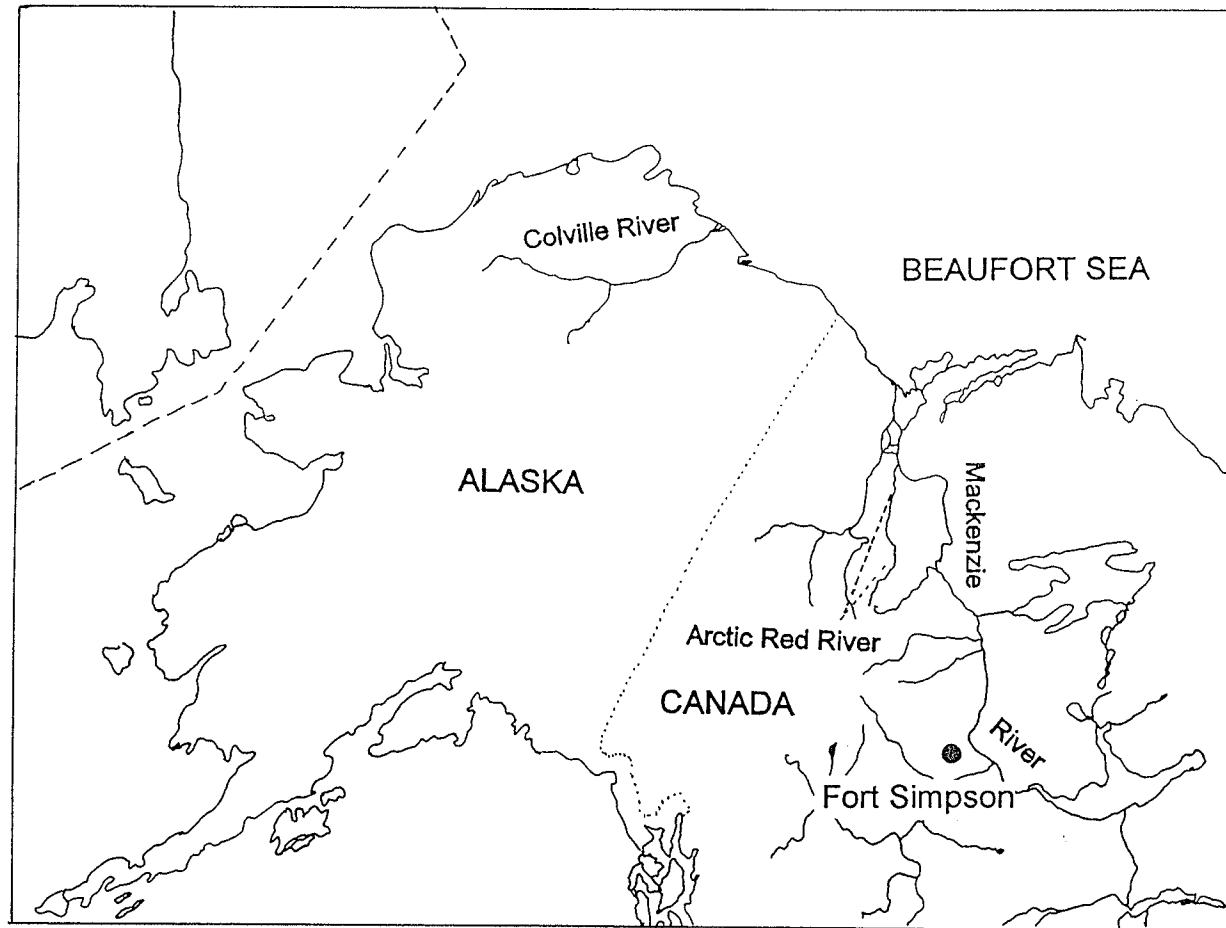 Colville River
BEAUFORT SEA
ALASKA
Mackenzie
River
Arctic Red River
CANADA
Fort Simpson